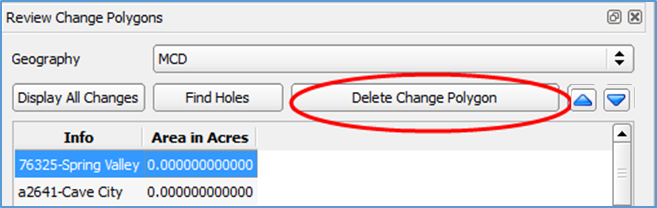 Review Change Polygons
Geography MCD
Display All Changes Find Holes Delete Change Polygon
Info Area in Acres
76325-Spring Valley 0.000000000000
a2641-Cave City 0.000000000000